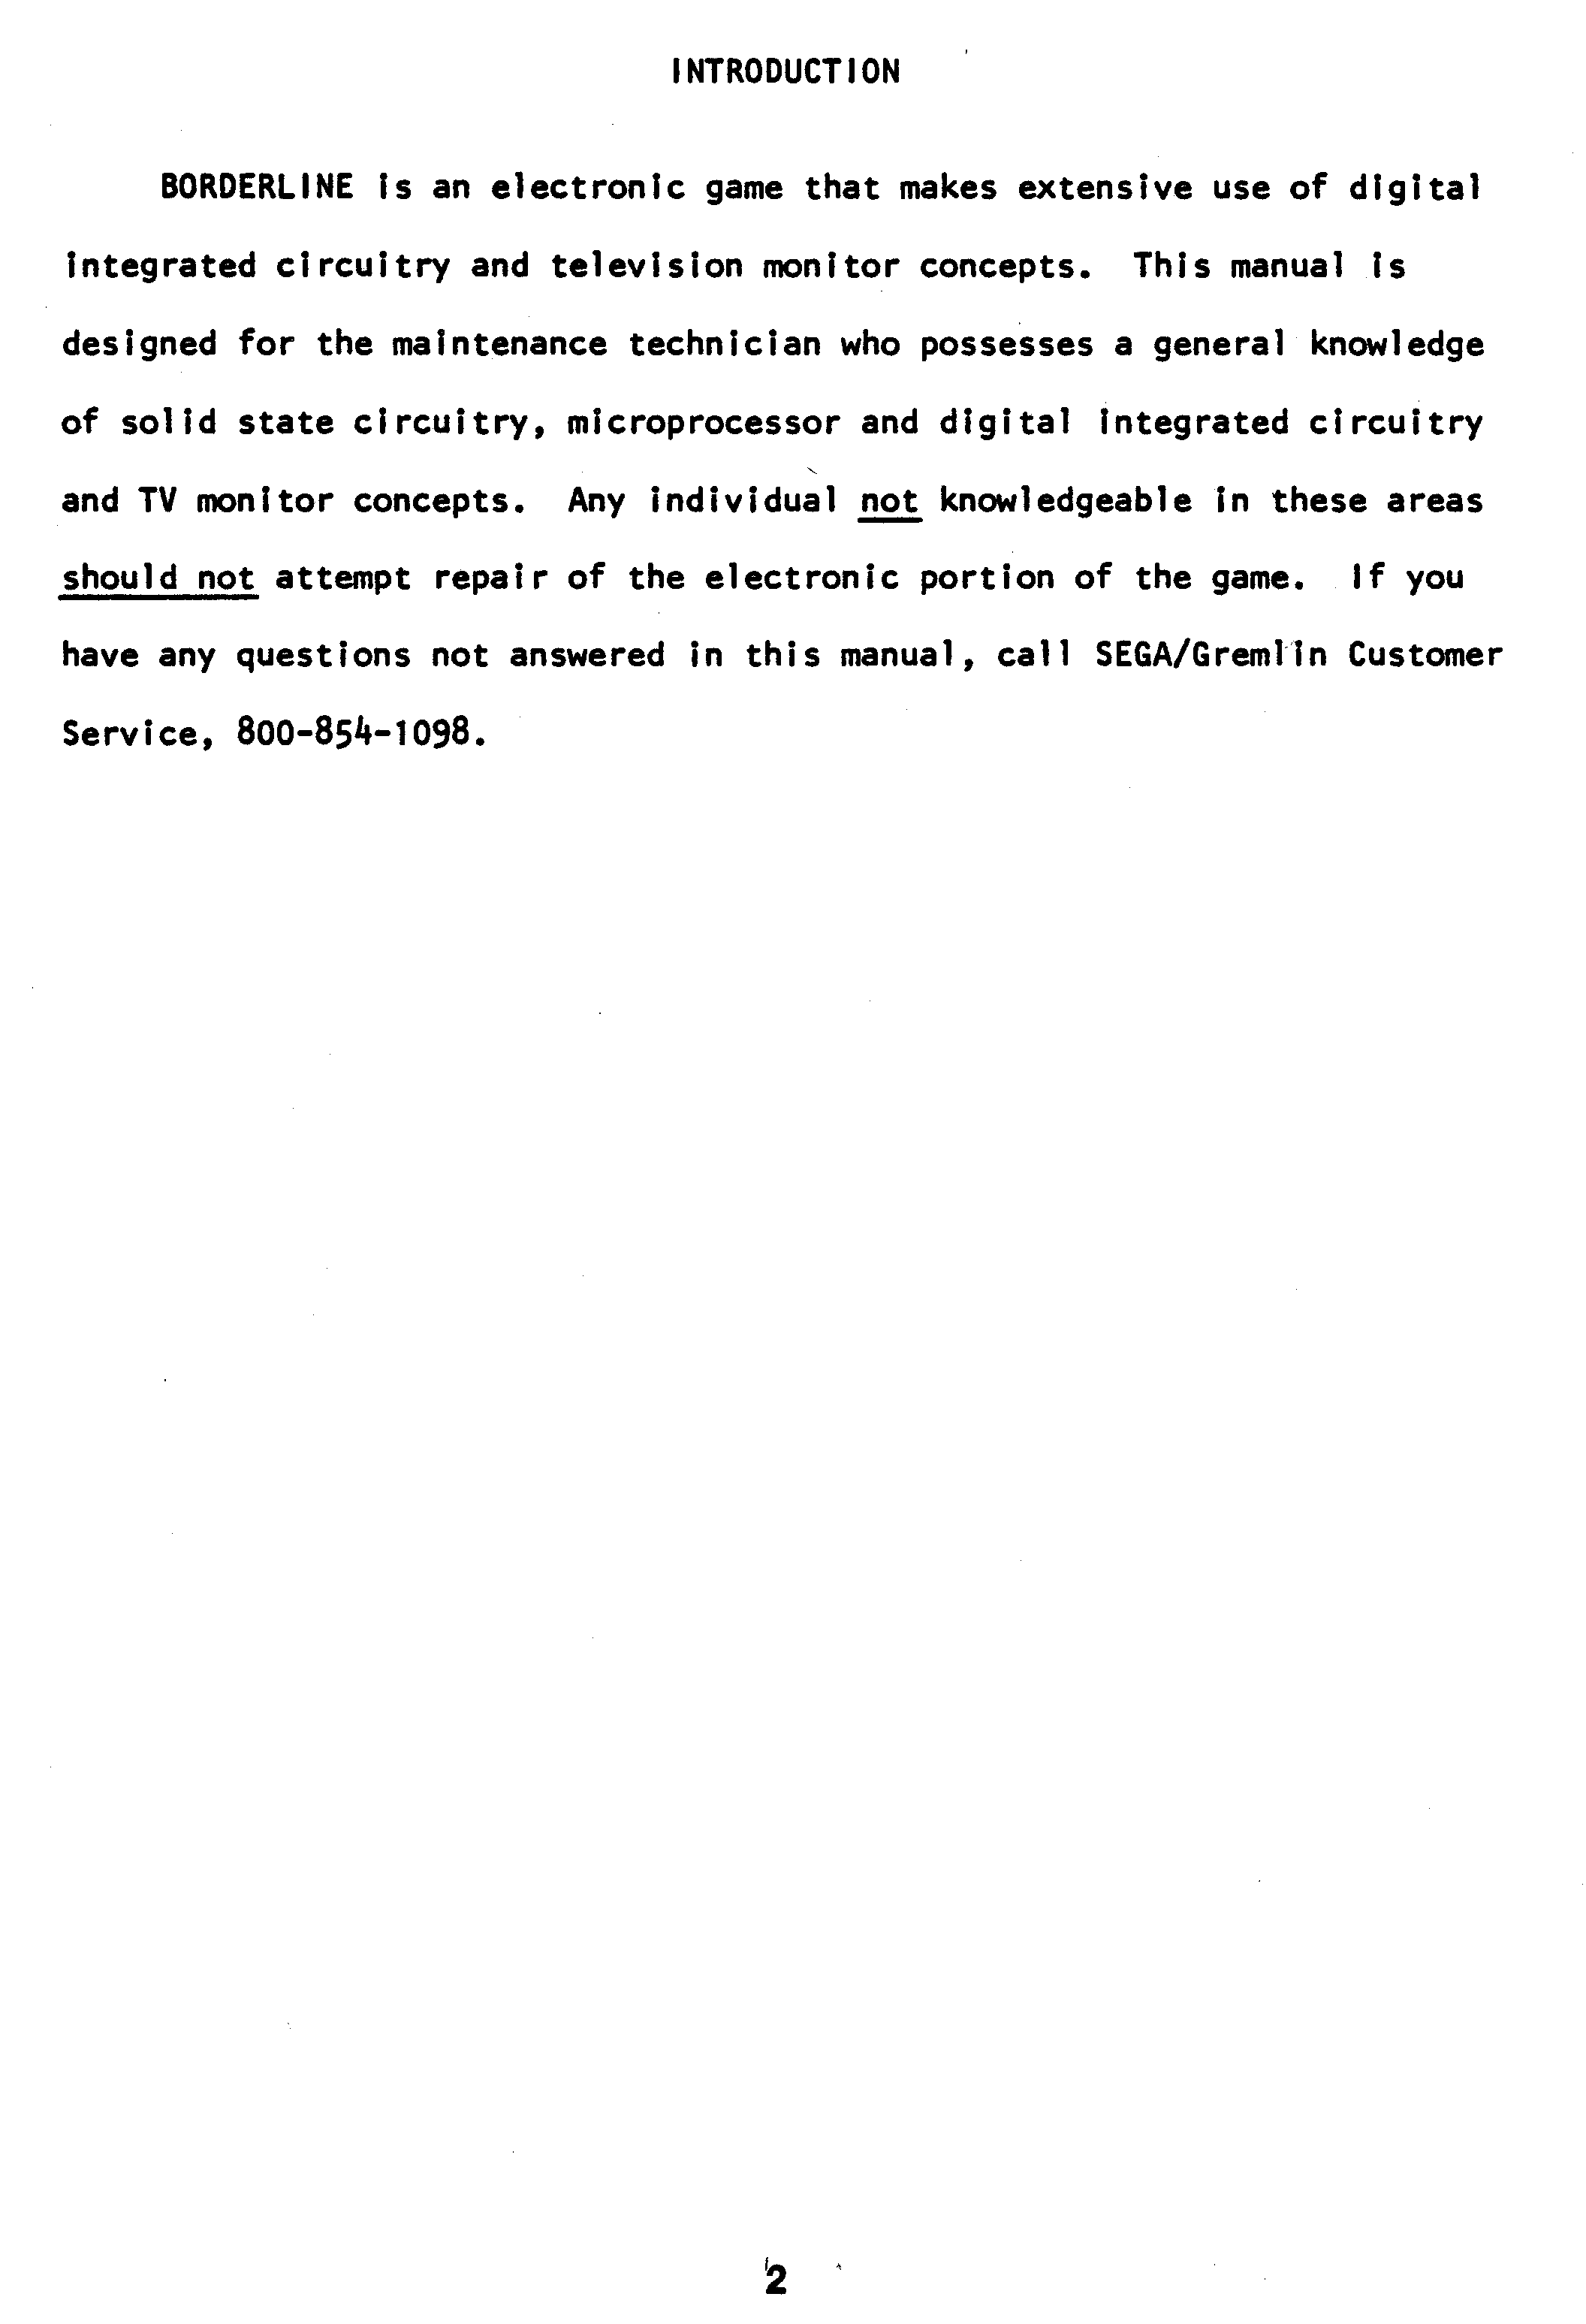 INTRODUCTION
BORDERLINE is an electronic game that makes extensive use of digital
integrated circuitry and television monitor concepts. This manual is
designed for the maintenance technician who possesses a general knowledge
of solid state circuitry, microprocessor and digital integrated circuitry
and TV monitor concepts. Any individual not knowledgeable in these areas
should not attempt repair of the electronic portion of the game. If you
have any questions not answered in this manual, call SEGA/Gremlin Customer
Service, 800-854-1098.
2